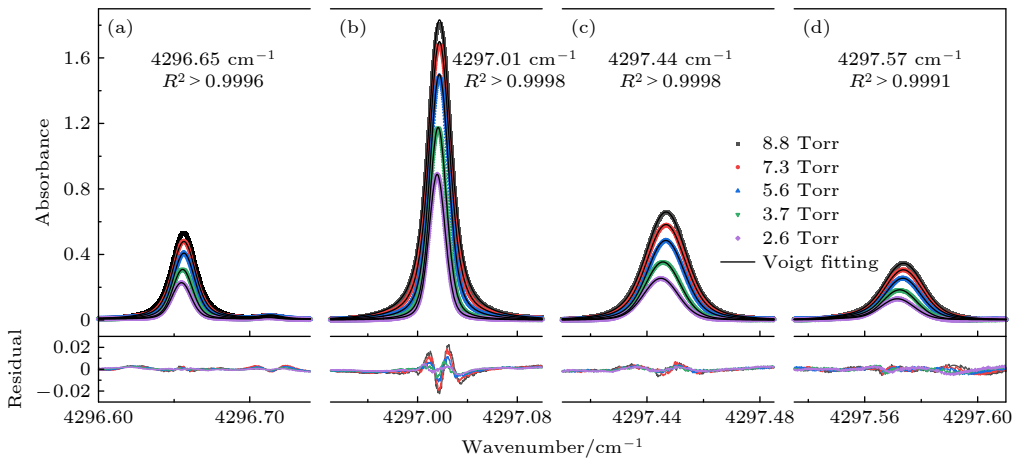 (a)
4296.65 cm⁻¹
R² > 0.9996
(b)
4297.01 cm⁻¹
R² > 0.9998
(c)
4297.44 cm⁻¹
R² > 0.9998
(d)
4297.57 cm⁻¹
R² > 0.9991
8.8 Torr
7.3 Torr
5.6 Torr
3.7 Torr
2.6 Torr
Voigt fitting
Absorbance
1.6
1.2
0.8
0.4
0
Residual
0.02
0
−0.02
4296.60
4296.70
4297.00
4297.08
4297.44
4297.48
4297.56
4297.60
Wavenumber/cm⁻¹